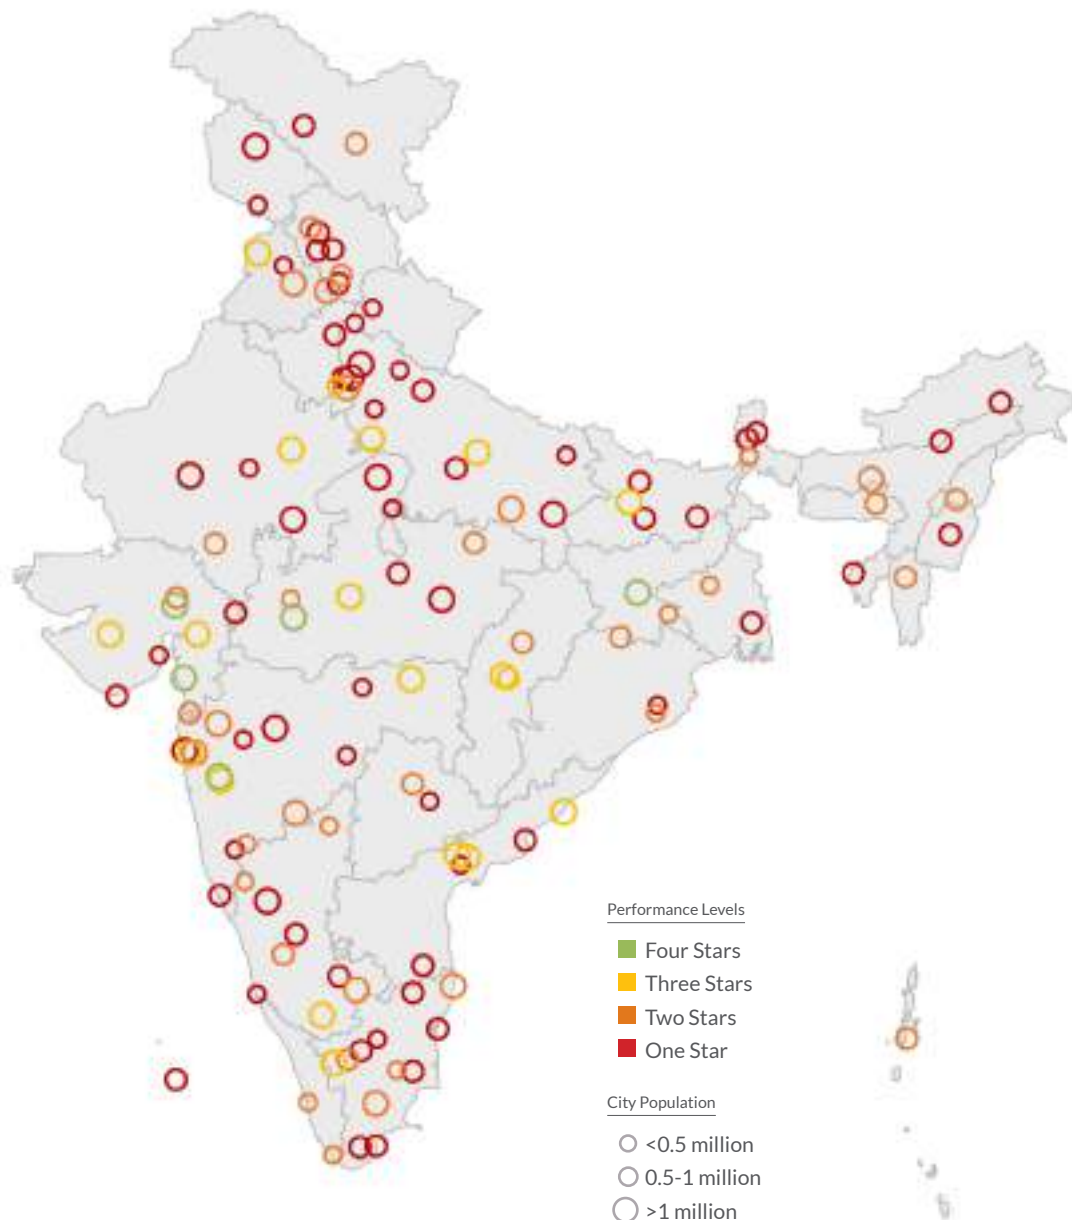 Performance Levels
Four Stars
Three Stars
Two Stars
One Star
City Population
<0.5 million
0.5-1 million
>1 million